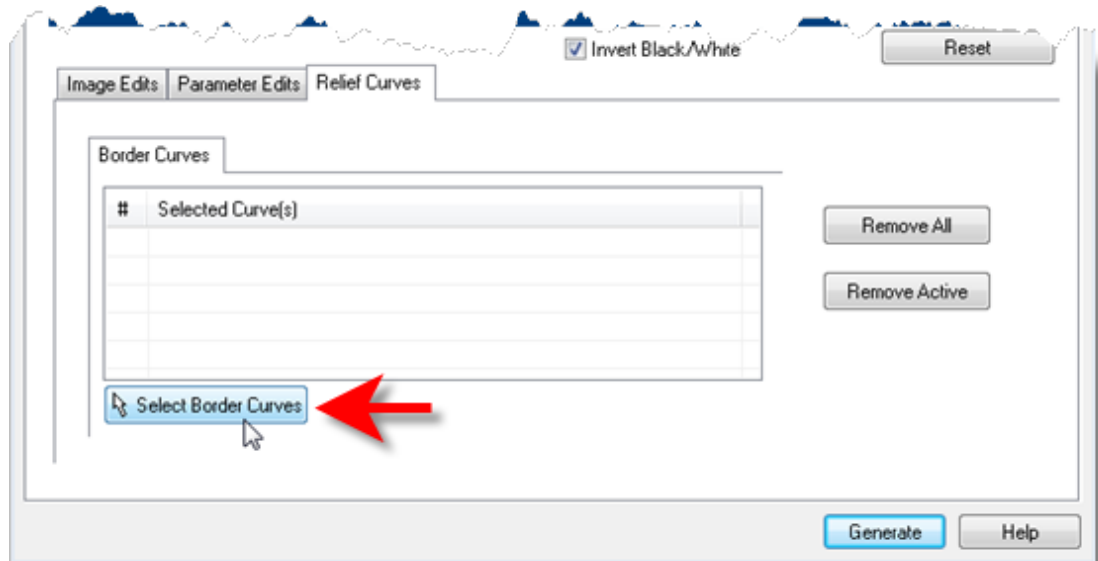 Invert Black/White
Reset
Image Edits
Parameter Edits
Relief Curves
Border Curves
# Selected Curve(s)
Remove All
Remove Active
Select Border Curves
Generate
Help